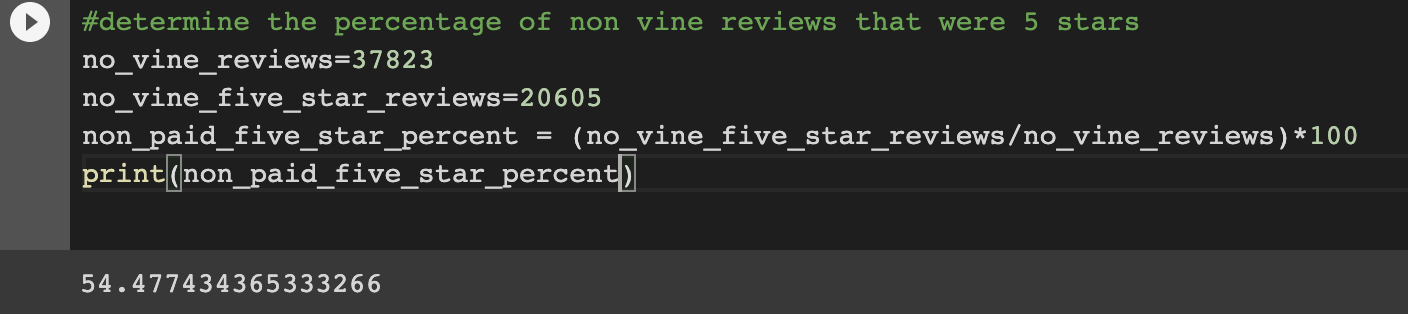 #determine the percentage of non vine reviews that were 5 stars
no_vine_reviews=37823
no_vine_five_star_reviews=20605
non_paid_five_star_percent = (no_vine_five_star_reviews/no_vine_reviews)*100
print(non_paid_five_star_percent)
54.477434365333266